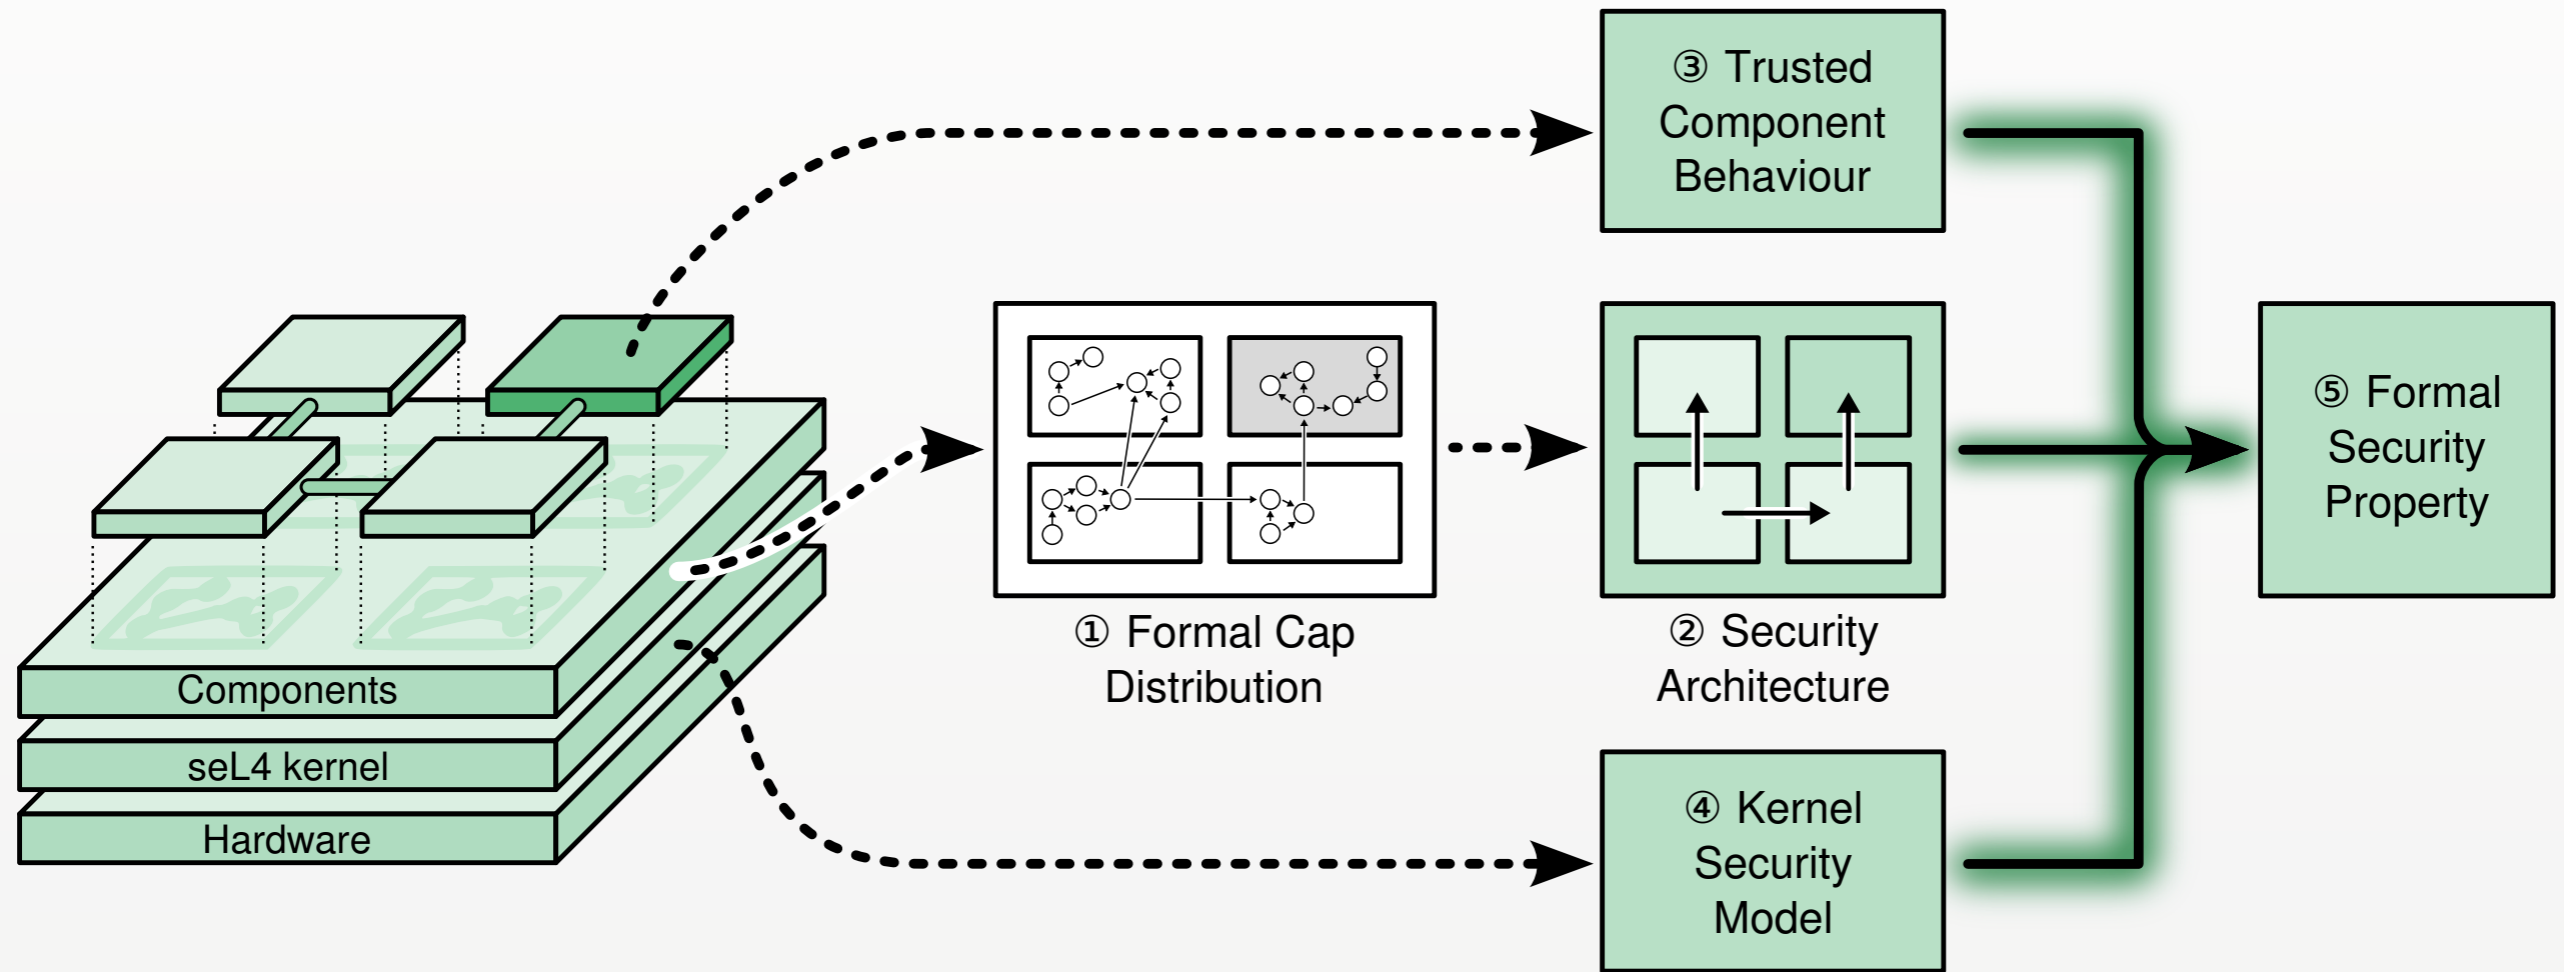 ③ Trusted
Component
Behaviour
⑤ Formal
Security
Property
① Formal Cap
Distribution
② Security
Architecture
Components
seL4 kernel
Hardware
④ Kernel
Security
Model